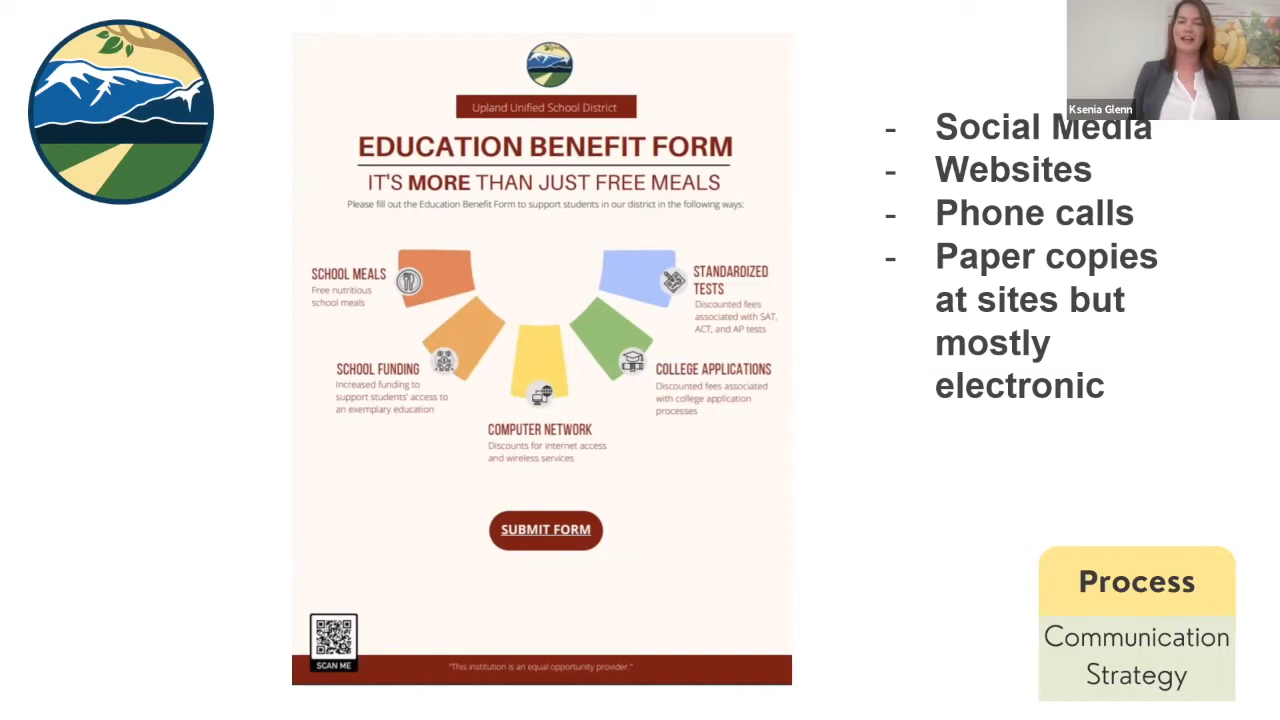 Upland Unified School District
EDUCATION BENEFIT FORM
IT'S MORE THAN JUST FREE MEALS
Please fill out the Education Benefit Form to support students in our district in the following ways:
SCHOOL MEALS
Free nutritious
school meals
SCHOOL FUNDING
Increased funding to
support students' access to
an exemplary education
COMPUTER NETWORK
Discounts for internet access
and wireless services
COLLEGE APPLICATIONS
Discounted fees associated
with college application
processes
STANDARDIZED
TESTS
Discounted fees
associated with SAT,
ACT, and AP tests
SUBMIT FORM
SCAN ME
"This institution is an equal opportunity provider."
Ksenia Glenn
- Social Media
- Websites
- Phone calls
- Paper copies
at sites but
mostly
electronic
Process
Communication
Strategy